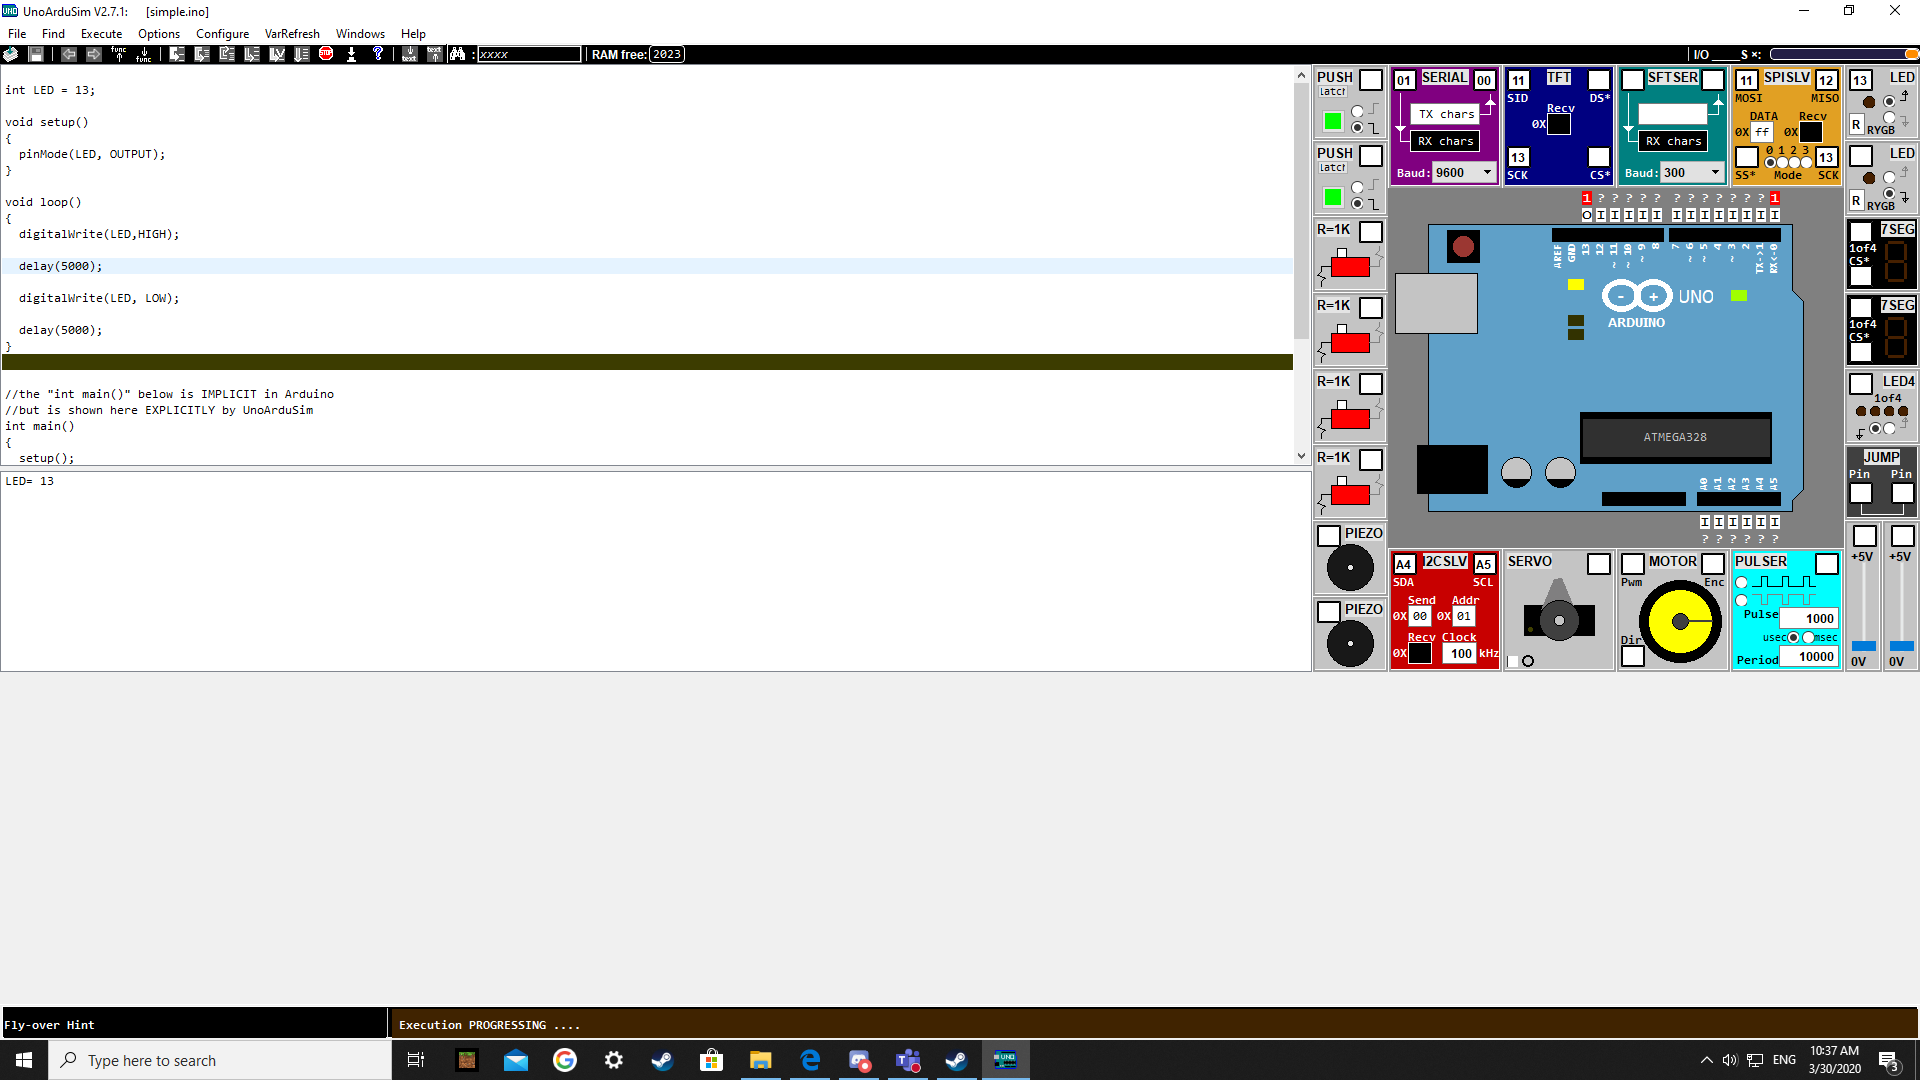 UnoArduSim V2.7.1: [simple.ino]
File Find Execute Options Configure VarRefresh Windows Help
xxxx RAM free: 2023 I/O ____S ×:
int LED = 13;
void setup()
{
pinMode(LED, OUTPUT);
}
void loop()
{
digitalWrite(LED,HIGH);
delay(5000);
digitalWrite(LED, LOW);
delay(5000);
}
//the "int main()" below is IMPLICIT in Arduino
//but is shown here EXPLICITLY by UnoArduSim
int main()
{
setup();
LED= 13
PUSH
Latch
PUSH
Latch
R=1K
R=1K
R=1K
R=1K
PIEZO
PIEZO
01 SERIAL 00
TX chars
RX chars
Baud: 9600
11 TFT
SID DS*
Recv
0X
13
SCK CS*
SFTSER
RX chars
Baud: 300
11 SPISLV 12
MOSI MISO
DATA Recv
0X ff 0X
0 1 2 3
13
SS* Mode SCK
13 LED
R RYGB
LED
R RYGB
7SEG
1of4
CS*
7SEG
1of4
CS*
LED4
1of4
JUMP
Pin Pin
+5V +5V
0V 0V
1 ? ? ? ? ? ? ? ? ? ? ? ? 1
O I I I I I I I I I I I I I
AREF GND 13 12 ~ 11 ~ 10 ~ 9 8 7 ~ 6 ~ 5 4 ~ 3 2 TX->1 RX<-0
- + UNO
ARDUINO
ATMEGA328
A0 A1 A2 A3 A4 A5
I I I I I I
? ? ? ? ? ?
A4 I2CSLV A5
SDA SCL
Send Addr
0X 00 0X 01
Recv Clock
0X 100 kHz
SERVO
MOTOR
Pwm Enc
Dir
PULSER
Pulse 1000
usec msec
Period 10000
Fly-over Hint
Execution PROGRESSING ....
Type here to search
ENG
10:37 AM
3/30/2020
3